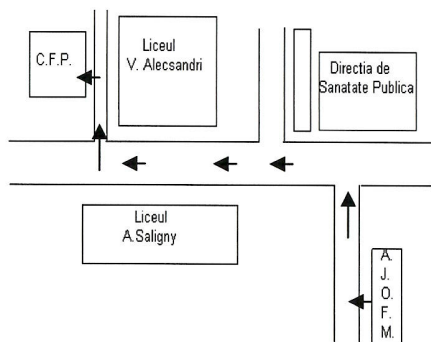 C.F.P.
Liceul
V. Alecsandri
Directia de
Sanatate Publica
Liceul
A.Saligny
A.
J.
O.
F.
M.